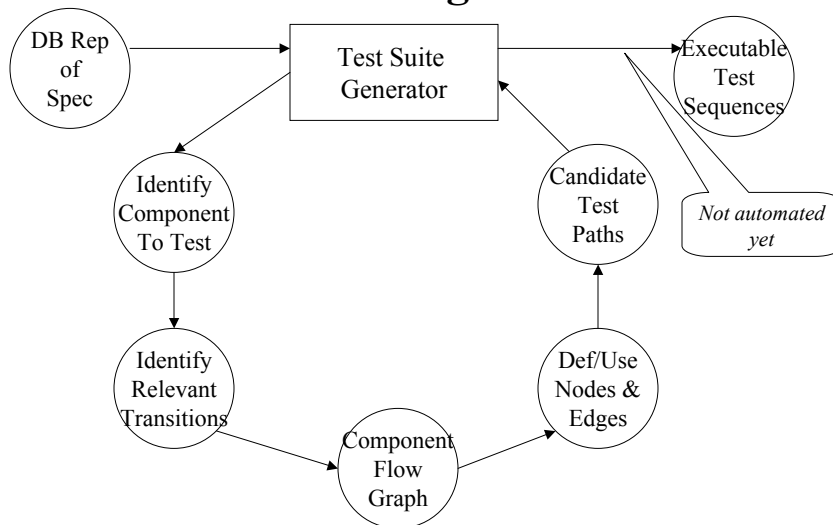 DB Rep
of
Spec
Test Suite
Generator
Executable
Test
Sequences
Identify
Component
To Test
Candidate
Test
Paths
Not automated
yet
Identify
Relevant
Transitions
Def/Use
Nodes &
Edges
Component
Flow
Graph